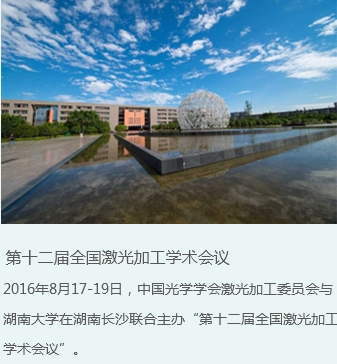 第十二届全国激光加工学术会议
2016年8月17-19日，中国光学学会激光加工委员会与
湖南大学在湖南长沙联合主办“第十二届全国激光加工
学术会议”。